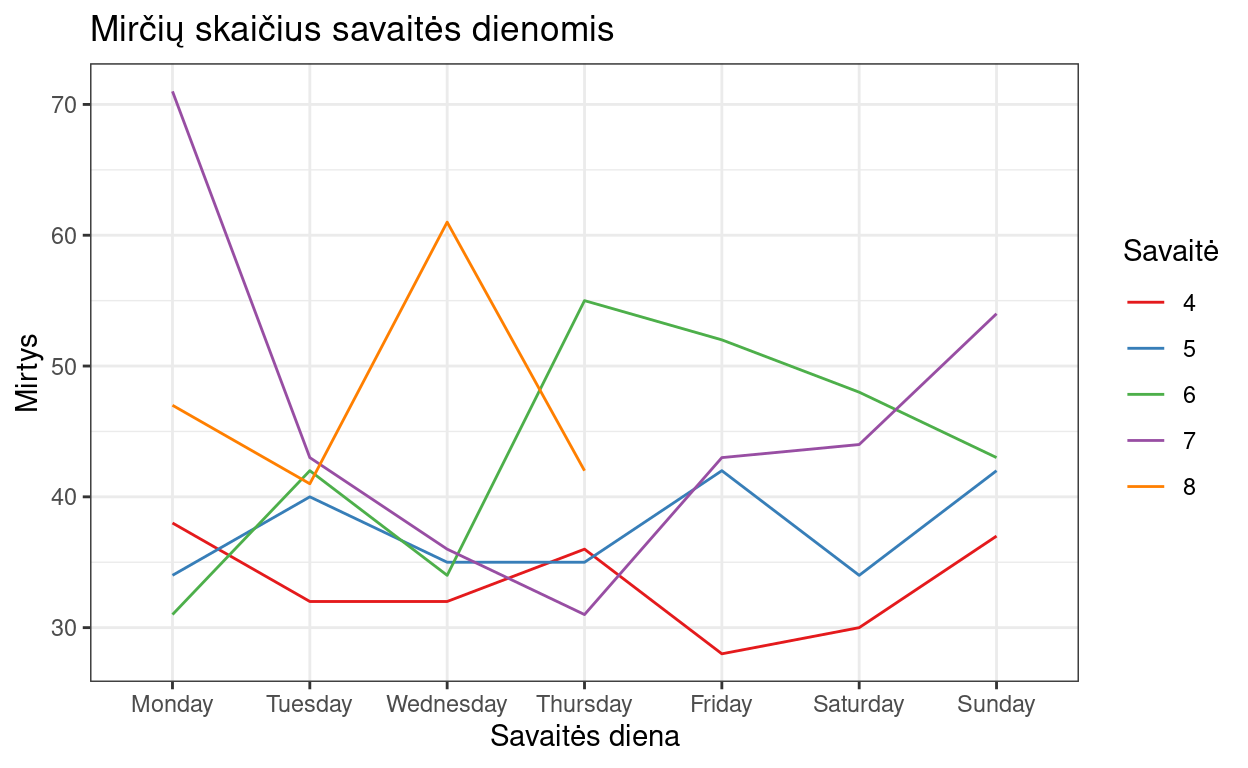 Mirčių skaičius savaitės dienomis
Mirtys
70
60
50
40
30
Monday Tuesday Wednesday Thursday Friday Saturday Sunday
Savaitės diena
Savaitė
4
5
6
7
8